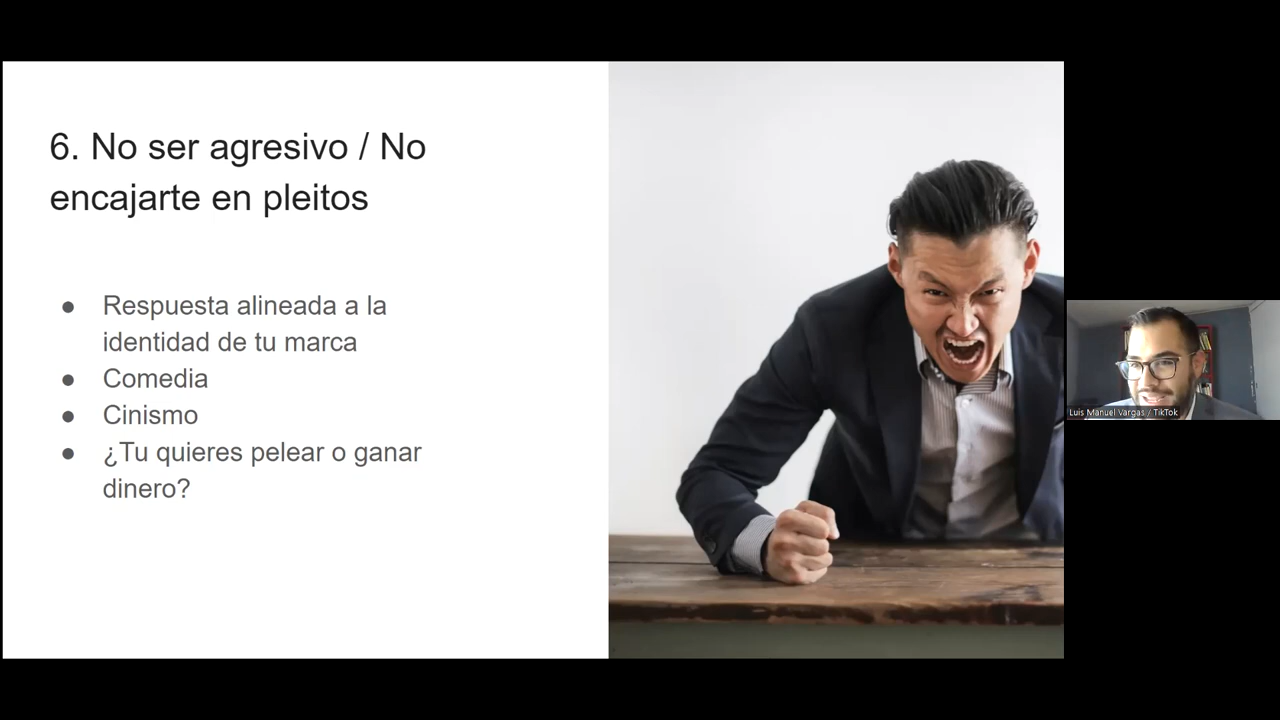 6. No ser agresivo / No
encajarte en pleitos
● Respuesta alineada a la
identidad de tu marca
● Comedia
● Cinismo
● ¿Tu quieres pelear o ganar
dinero?
Luis Manuel Vargas / TikTok